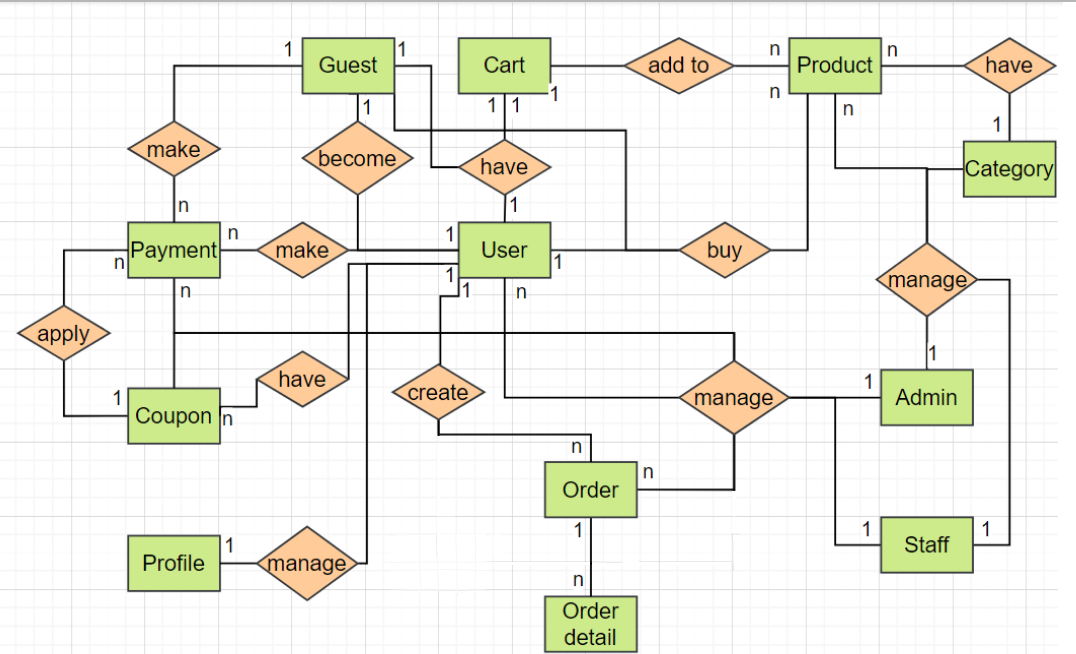 1
Guest
1
Cart
1
add to
n
Product
n
have
1
1 1
n
n
make
become
have
1
Category
n
1
1
n
Payment
n
make
User
1
buy
n
n
1
1
n
manage
apply
1
1
have
create
manage
1
Admin
Coupon
n
n
n
Order
1
1
Staff
1
Profile
1
manage
n
Order
detail